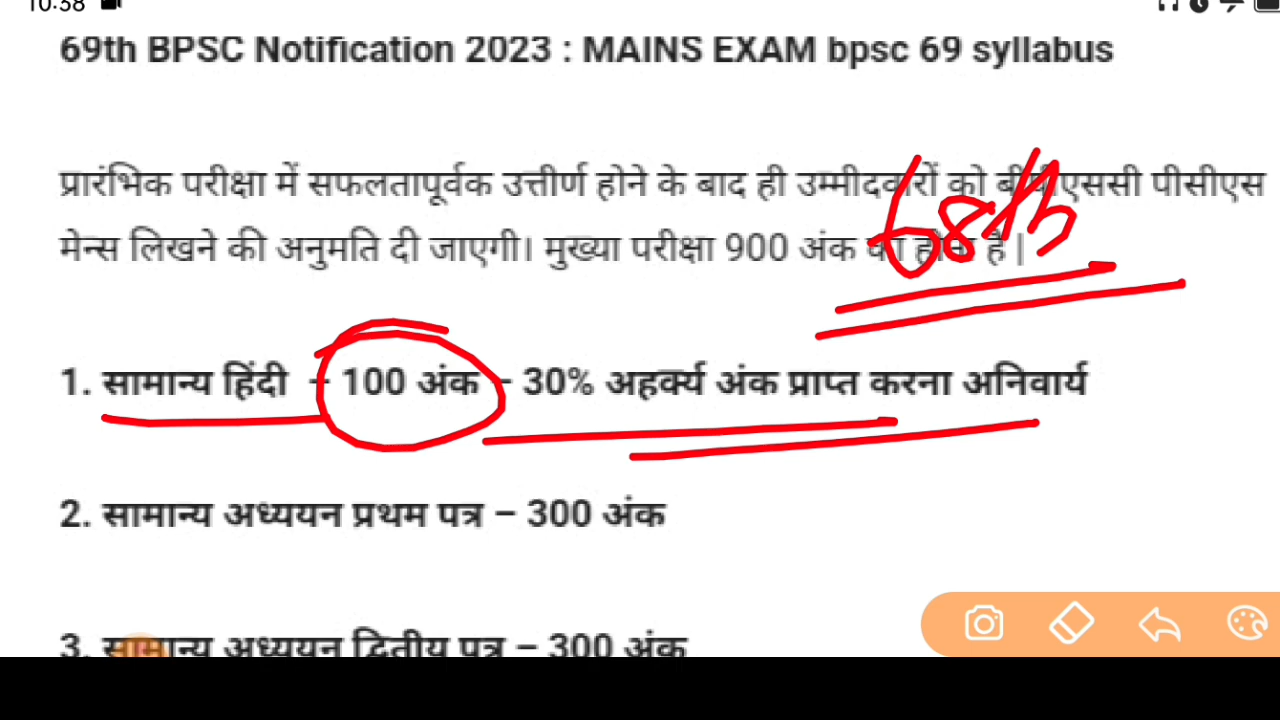 10:58
69th BPSC Notification 2023 : MAINS EXAM bpsc 69 syllabus
प्रारंभिक परीक्षा में सफलतापूर्वक उत्तीर्ण होने के बाद ही उम्मीदवारों को बीपीएससी पीसीएस
68th
मेन्स लिखने की अनुमति दी जाएगी। मुख्या परीक्षा 900 अंक का होता है |
1. सामान्य हिंदी - 100 अंक - 30% अहर्क्य अंक प्राप्त करना अनिवार्य
2. सामान्य अध्ययन प्रथम पत्र – 300 अंक
3. सामान्य अध्ययन द्वितीय पत्र – 300 अंक